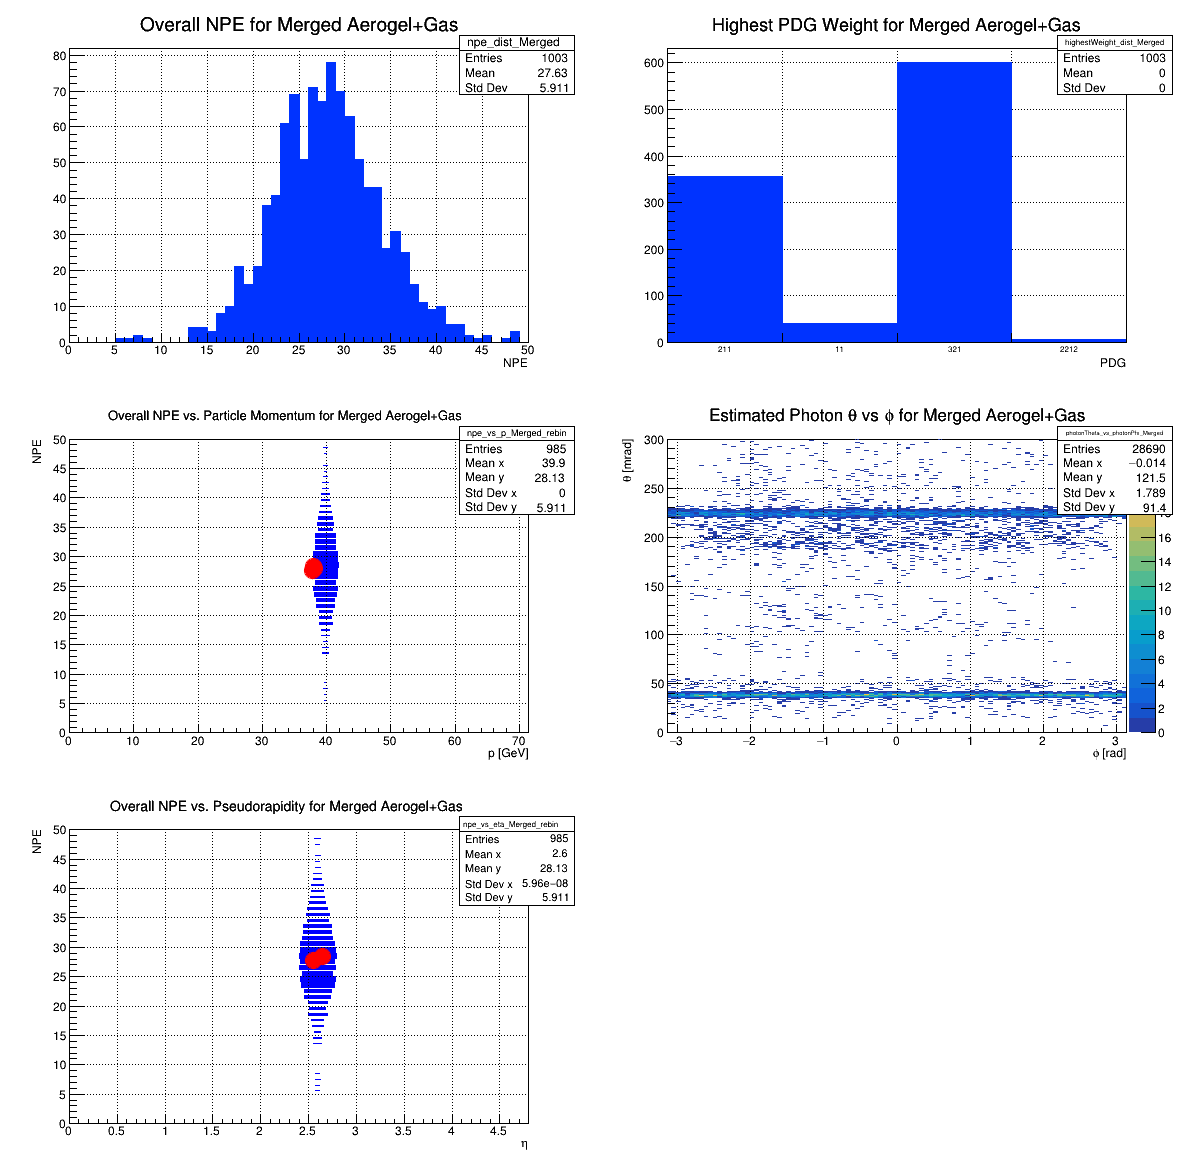 Overall NPE for Merged Aerogel+Gas
npe_dist_Merged
Entries 1003
Mean 27.63
Std Dev 5.911
80
70
60
50
40
30
20
10
0
0 5 10 15 20 25 30 35 40 45 50
NPE
Highest PDG Weight for Merged Aerogel+Gas
highestWeight_dist_Merged
Entries 1003
Mean 0
Std Dev 0
600
500
400
300
200
100
0
211 11 321 2212
PDG
Overall NPE vs. Particle Momentum for Merged Aerogel+Gas
npe_vs_p_Merged_rebin
Entries 985
Mean x 39.9
Mean y 28.13
Std Dev x 0
Std Dev y 5.911
NPE
50
45
40
35
30
25
20
15
10
5
0
0 10 20 30 40 50 60 70
p [GeV]
Estimated Photon θ vs ϕ for Merged Aerogel+Gas
photonTheta_vs_photonPhi_Merged
Entries 28690
Mean x −0.014
Mean y 121.5
Std Dev x 1.789
Std Dev y 91.4
θ [mrad]
300
250
200
150
100
50
0
−3 −2 −1 0 1 2 3
ϕ [rad]
16
14
12
10
8
6
4
2
0
Overall NPE vs. Pseudorapidity for Merged Aerogel+Gas
npe_vs_eta_Merged_rebin
Entries 985
Mean x 2.6
Mean y 28.13
Std Dev x 5.96e−08
Std Dev y 5.911
NPE
50
45
40
35
30
25
20
15
10
5
0
0 0.5 1 1.5 2 2.5 3 3.5 4 4.5
η